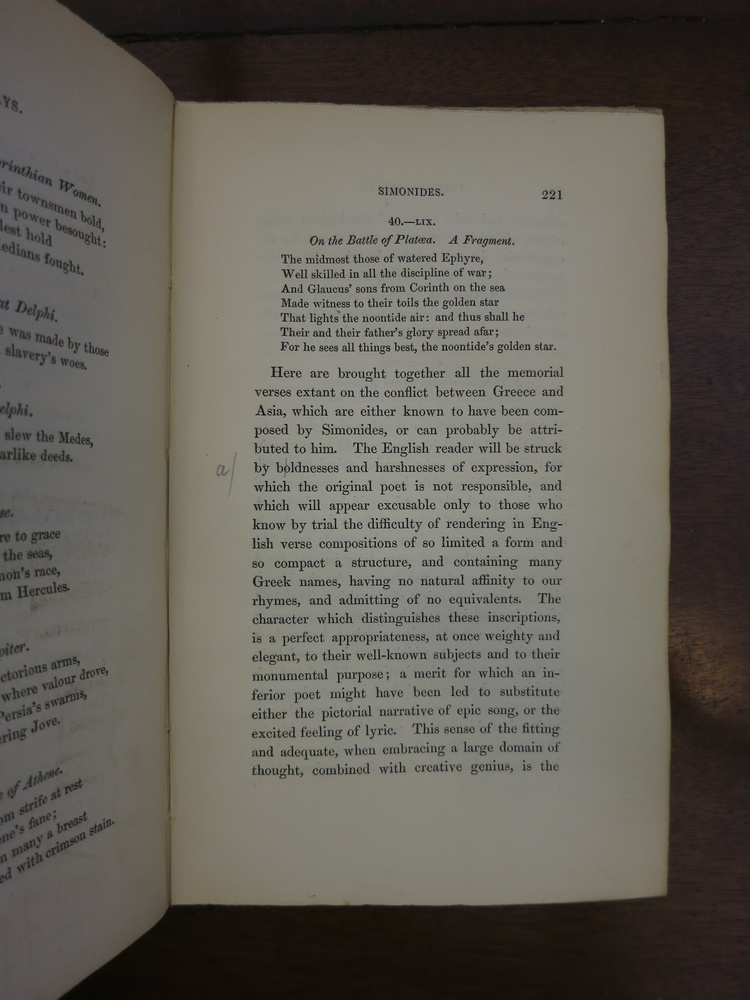 AYS.
rinthian Women.
ir townsmen bold,
n power besought:
lest hold
edians fought.
at Delphi.
e was made by those
slavery's woes.
elphi.
slew the Medes,
arlike deeds.
se.
re to grace
the seas,
mon's race,
m Hercules.
piter.
ctorious arms,
where valour drove,
Persia's swarms,
ering Jove.
e of Athene.
om strife at rest
ne's fane;
n many a breast
ed with crimson stain.
SIMONIDES. 221
40.—LIX.
On the Battle of Platæa. A Fragment.
The midmost those of watered Ephyre,
Well skilled in all the discipline of war;
And Glaucus' sons from Corinth on the sea
Made witness to their toils the golden star
That lights the noontide air: and thus shall he
Their and their father's glory spread afar;
For he sees all things best, the noontide's golden star.
Here are brought together all the memorial
verses extant on the conflict between Greece and
Asia, which are either known to have been com-
posed by Simonides, or can probably be attri-
buted to him. The English reader will be struck
a/ by boldnesses and harshnesses of expression, for
which the original poet is not responsible, and
which will appear excusable only to those who
know by trial the difficulty of rendering in Eng-
lish verse compositions of so limited a form and
so compact a structure, and containing many
Greek names, having no natural affinity to our
rhymes, and admitting of no equivalents. The
character which distinguishes these inscriptions,
is a perfect appropriateness, at once weighty and
elegant, to their well-known subjects and to their
monumental purpose; a merit for which an in-
ferior poet might have been led to substitute
either the pictorial narrative of epic song, or the
excited feeling of lyric. This sense of the fitting
and adequate, when embracing a large domain of
thought, combined with creative genius, is the